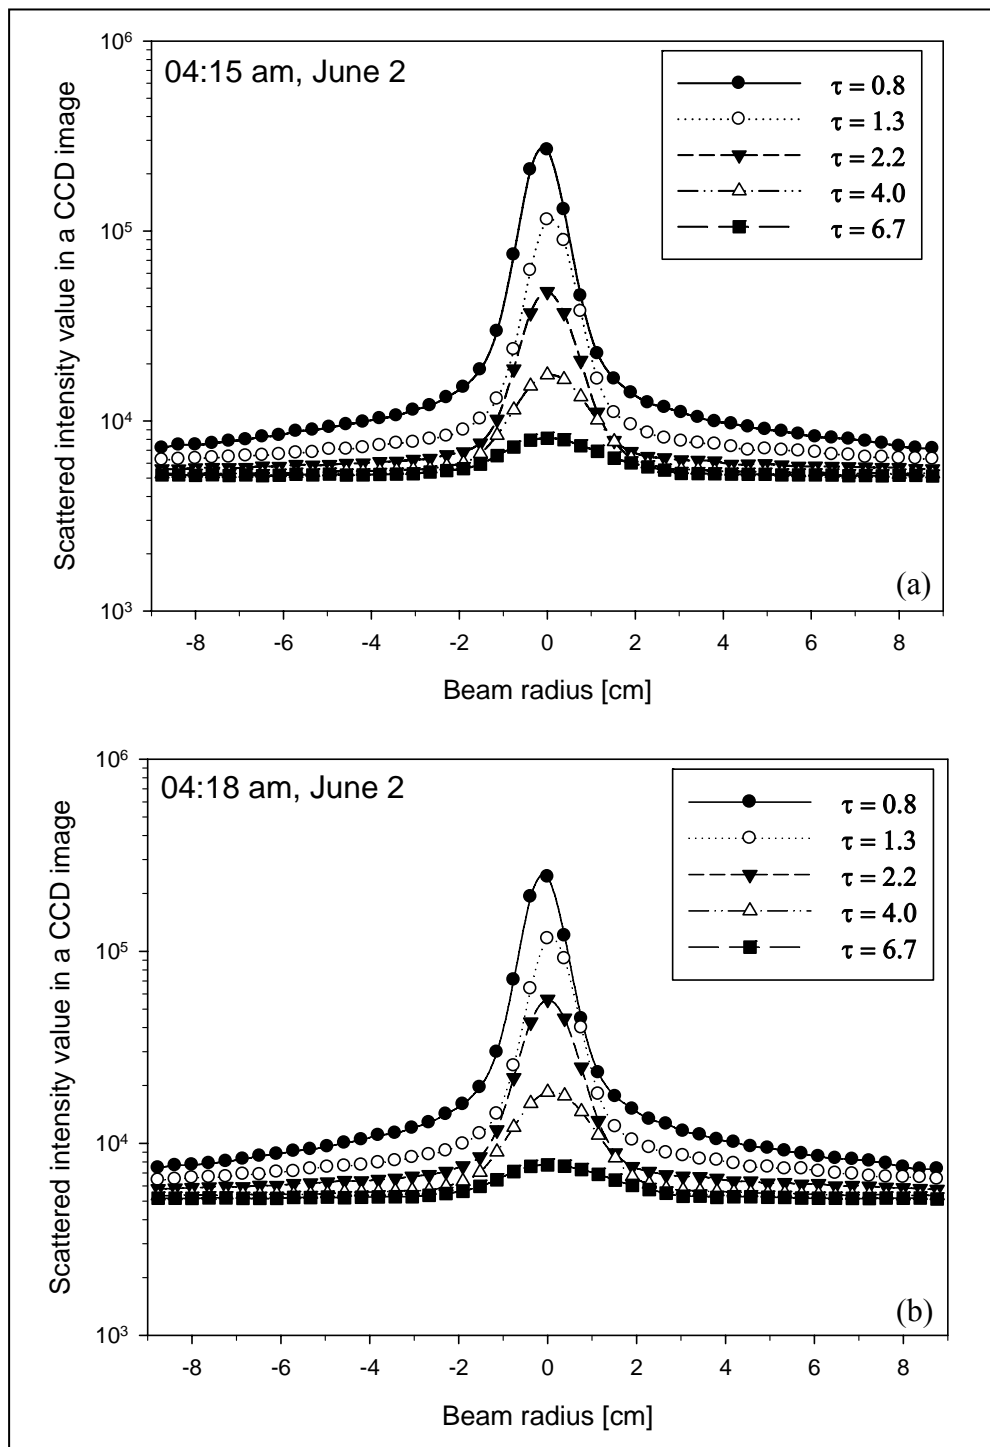 10⁶
04:15 am, June 2
τ = 0.8
τ = 1.3
τ = 2.2
τ = 4.0
τ = 6.7
10⁵
10⁴
10³
Scattered intensity value in a CCD image
(a)
-8 -6 -4 -2 0 2 4 6 8
Beam radius [cm]
10⁶
04:18 am, June 2
τ = 0.8
τ = 1.3
τ = 2.2
τ = 4.0
τ = 6.7
10⁵
10⁴
10³
Scattered intensity value in a CCD image
(b)
-8 -6 -4 -2 0 2 4 6 8
Beam radius [cm]